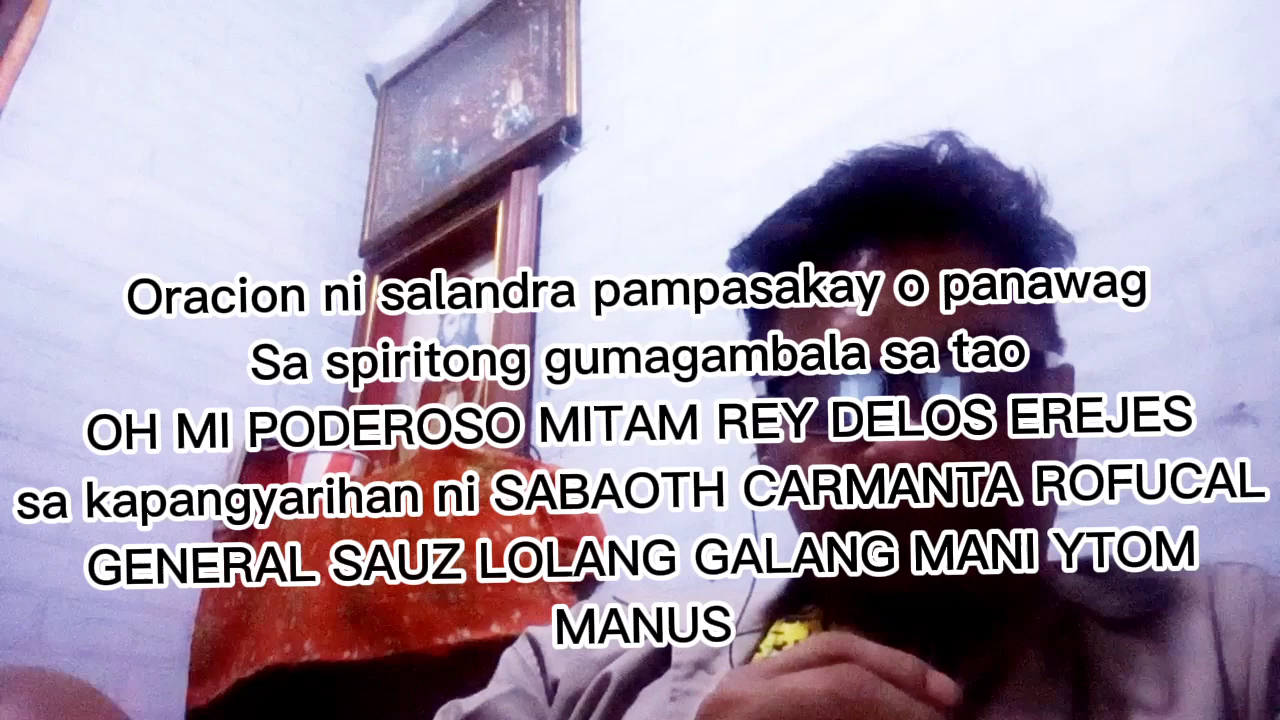 Oracion ni salandra pampasakay o panawag
Sa spiritong gumagambala sa tao
OH MI PODEROSO MITAM REY DELOS EREJES
sa kapangyarihan ni SABAOTH CARMANTA ROFUCAL
GENERAL SAUZ LOLANG GALANG MANI YTOM
MANUS